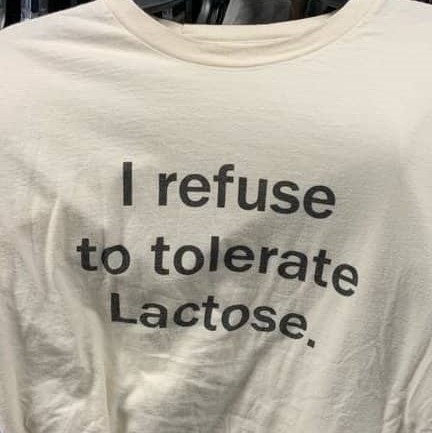 I refuse
to tolerate
Lactose.